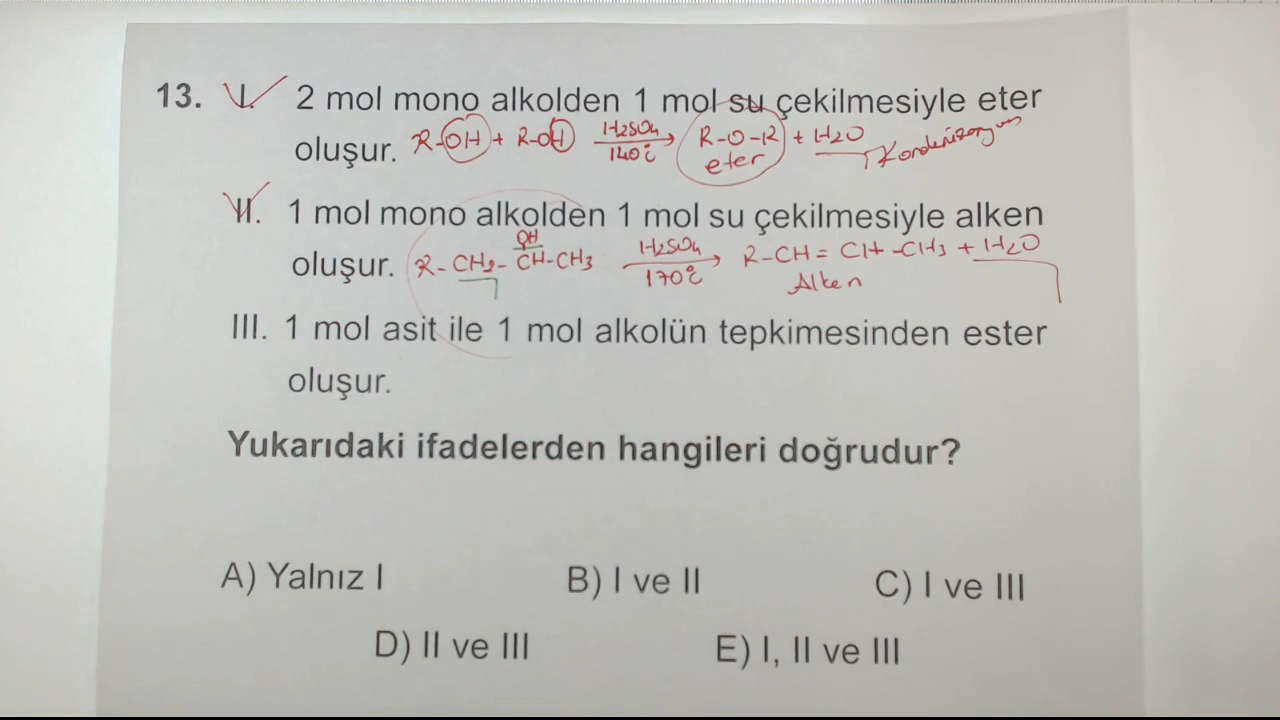 13. I. 2 mol mono alkolden 1 mol su çekilmesiyle eter
oluşur. R-OH + R-OH H2SO4 140°C R-O-R + H2O
eter Kondenizasyon
II. 1 mol mono alkolden 1 mol su çekilmesiyle alken
OH
oluşur. R-CH2-CH-CH3 H2SO4 170°C R-CH=CH-CH3 + H2O
Alken
III. 1 mol asit ile 1 mol alkolün tepkimesinden ester
oluşur.
Yukarıdaki ifadelerden hangileri doğrudur?
A) Yalnız I B) I ve II C) I ve III
D) II ve III E) I, II ve III